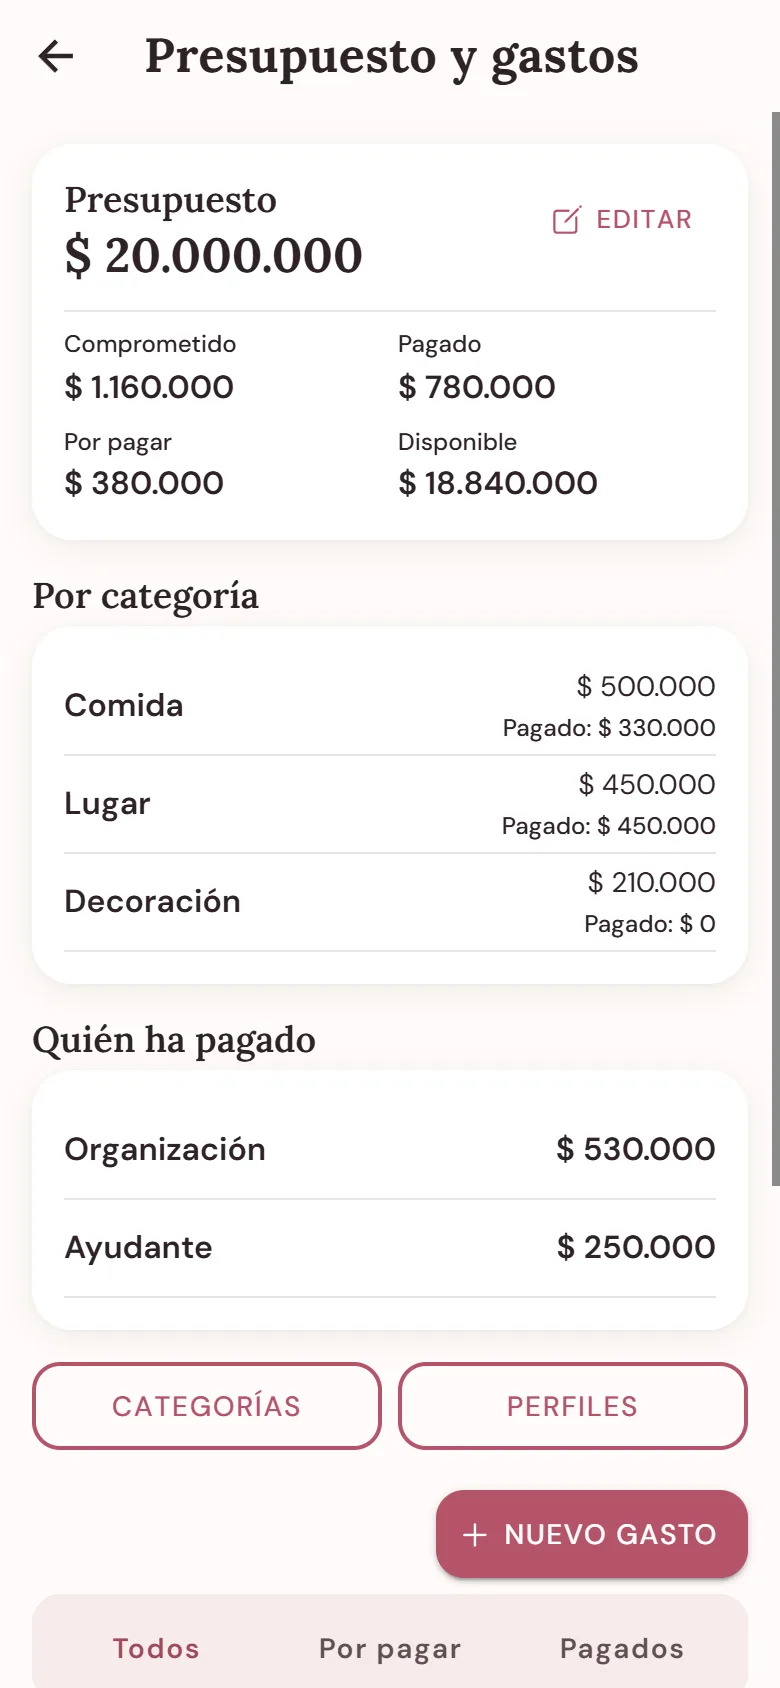 Presupuesto y gastos
Presupuesto
$ 20.000.000
EDITAR
Comprometido
$ 1.160.000
Pagado
$ 780.000
Por pagar
$ 380.000
Disponible
$ 18.840.000
Por categoría
Comida
$ 500.000
Pagado: $ 330.000
Lugar
$ 450.000
Pagado: $ 450.000
Decoración
$ 210.000
Pagado: $ 0
Quién ha pagado
Organización
$ 530.000
Ayudante
$ 250.000
CATEGORÍAS
PERFILES
+ NUEVO GASTO
Todos
Por pagar
Pagados